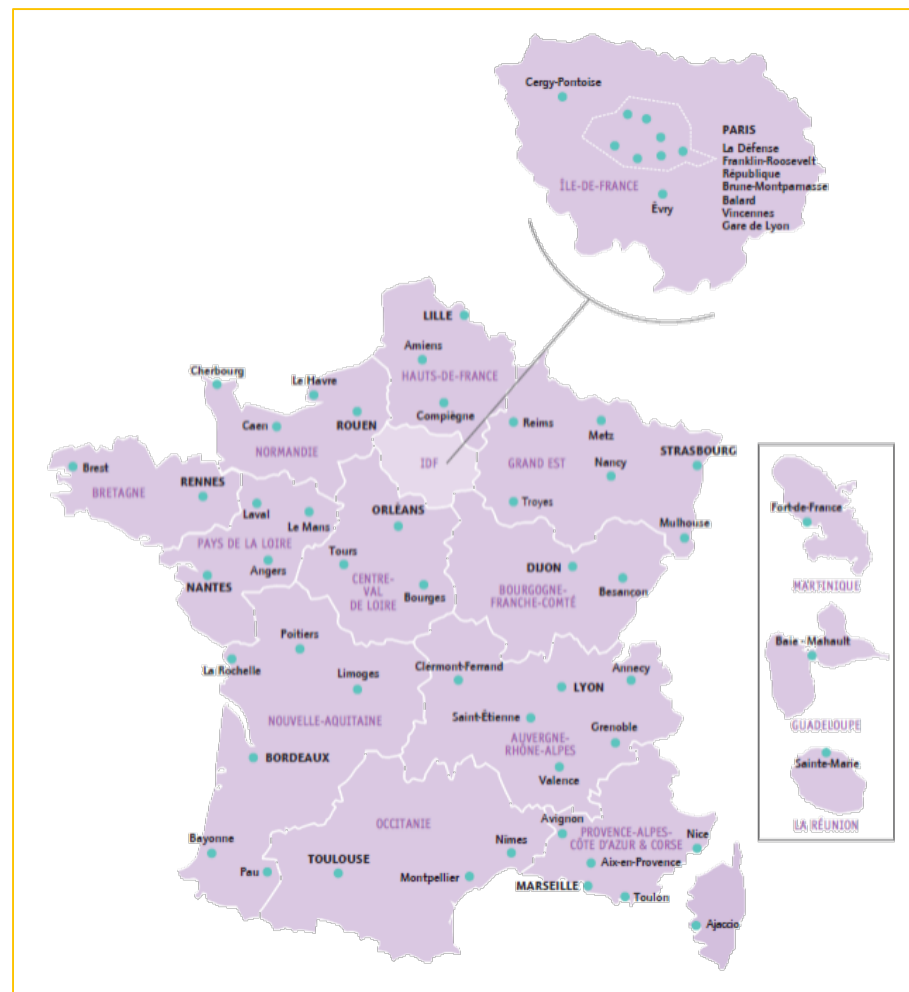 Cergy-Pontoise
PARIS
La Défense
Franklin-Roosevelt
République
Brune-Montparnasse
Balard
Vincennes
Gare de Lyon
ÎLE-DE-FRANCE
Évry
LILLE
Amiens
HAUTS-DE-FRANCE
Compiègne
Cherbourg
Le Havre
Caen
ROUEN
NORMANDIE
IDF
Reims
Metz
GRAND EST
Nancy
STRASBOURG
Troyes
Mulhouse
Brest
BRETAGNE
RENNES
Laval
Le Mans
PAYS DE LA LOIRE
Angers
NANTES
ORLÉANS
Tours
CENTRE-
VAL
DE LOIRE
Bourges
DIJON
BOURGOGNE-
FRANCHE-COMTÉ
Besançon
Poitiers
La Rochelle
Limoges
NOUVELLE-AQUITAINE
BORDEAUX
Bayonne
Pau
Clermont-Ferrand
LYON
Annecy
Saint-Étienne
AUVERGNE-
RHÔNE-ALPES
Grenoble
Valence
OCCITANIE
TOULOUSE
Nîmes
Montpellier
Avignon
PROVENCE-ALPES-
CÔTE D'AZUR & CORSE
Nice
Aix-en-Provence
MARSEILLE
Toulon
Ajaccio
Fort-de-France
MARTINIQUE
Baie - Mahault
GUADELOUPE
Sainte-Marie
LA RÉUNION